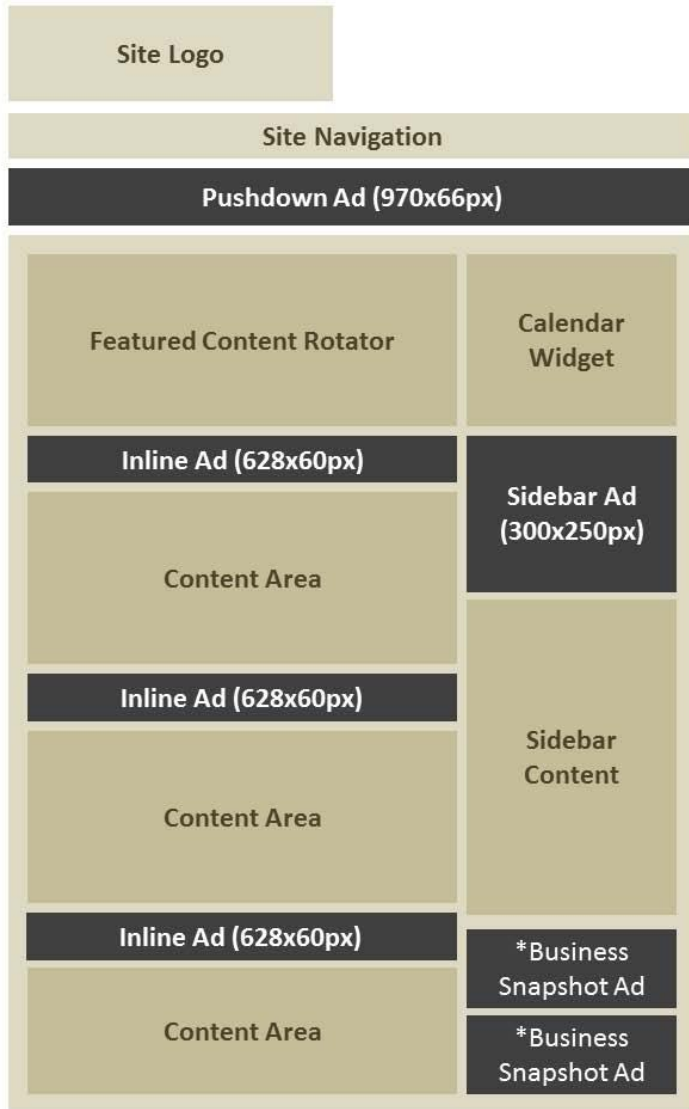 Site Logo
Site Navigation
Pushdown Ad (970x66px)
Featured Content Rotator
Calendar
Widget
Inline Ad (628x60px)
Sidebar Ad
(300x250px)
Content Area
Inline Ad (628x60px)
Sidebar
Content
Content Area
Inline Ad (628x60px)
*Business
Snapshot Ad
Content Area
*Business
Snapshot Ad